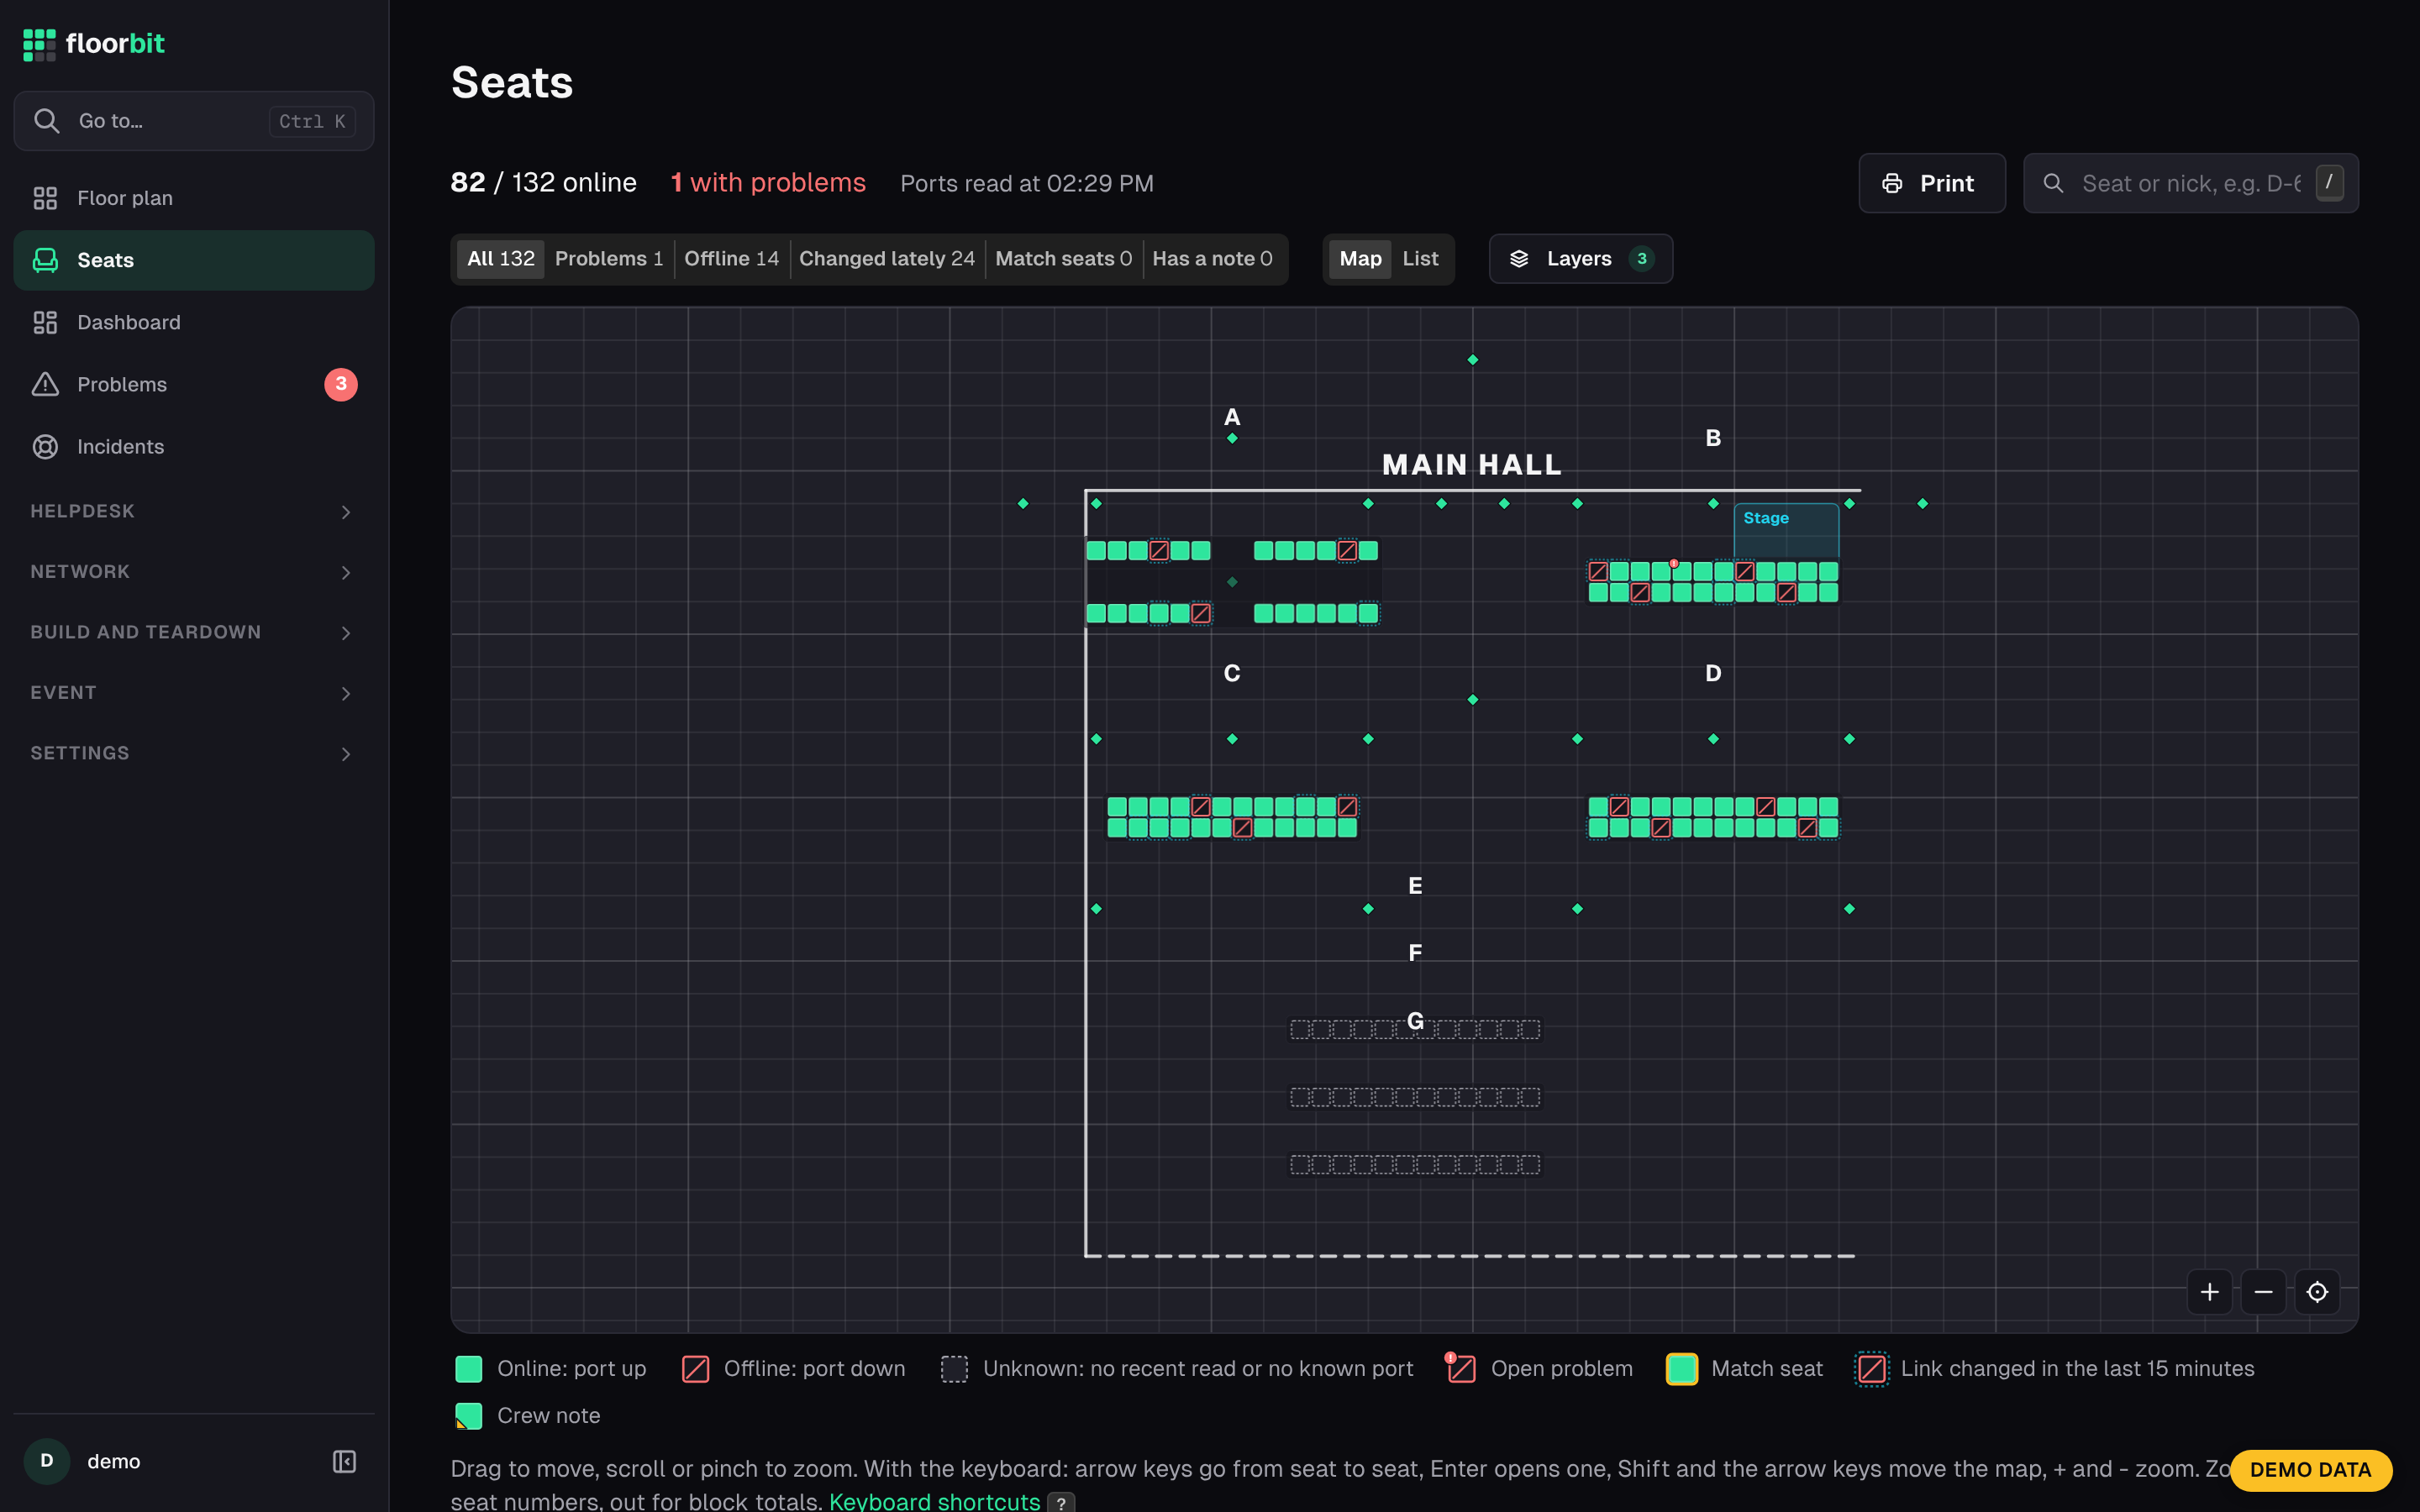 floorbit
Go to... Ctrl K
Floor plan
Seats
Dashboard
Problems 3
Incidents
HELPDESK
NETWORK
BUILD AND TEARDOWN
EVENT
SETTINGS
D demo
Seats
82 / 132 online 1 with problems Ports read at 02:29 PM
Print
Seat or nick, e.g. D-6 /
All 132 Problems 1 Offline 14 Changed lately 24 Match seats 0 Has a note 0
Map List
Layers 3
A
B
MAIN HALL
Stage
C
D
E
F
G
Online: port up Offline: port down Unknown: no recent read or no known port Open problem Match seat Link changed in the last 15 minutes
Crew note
Drag to move, scroll or pinch to zoom. With the keyboard: arrow keys go from seat to seat, Enter opens one, Shift and the arrow keys move the map, + and - zoom. Zo
seat numbers, out for block totals. Keyboard shortcuts ?
DEMO DATA